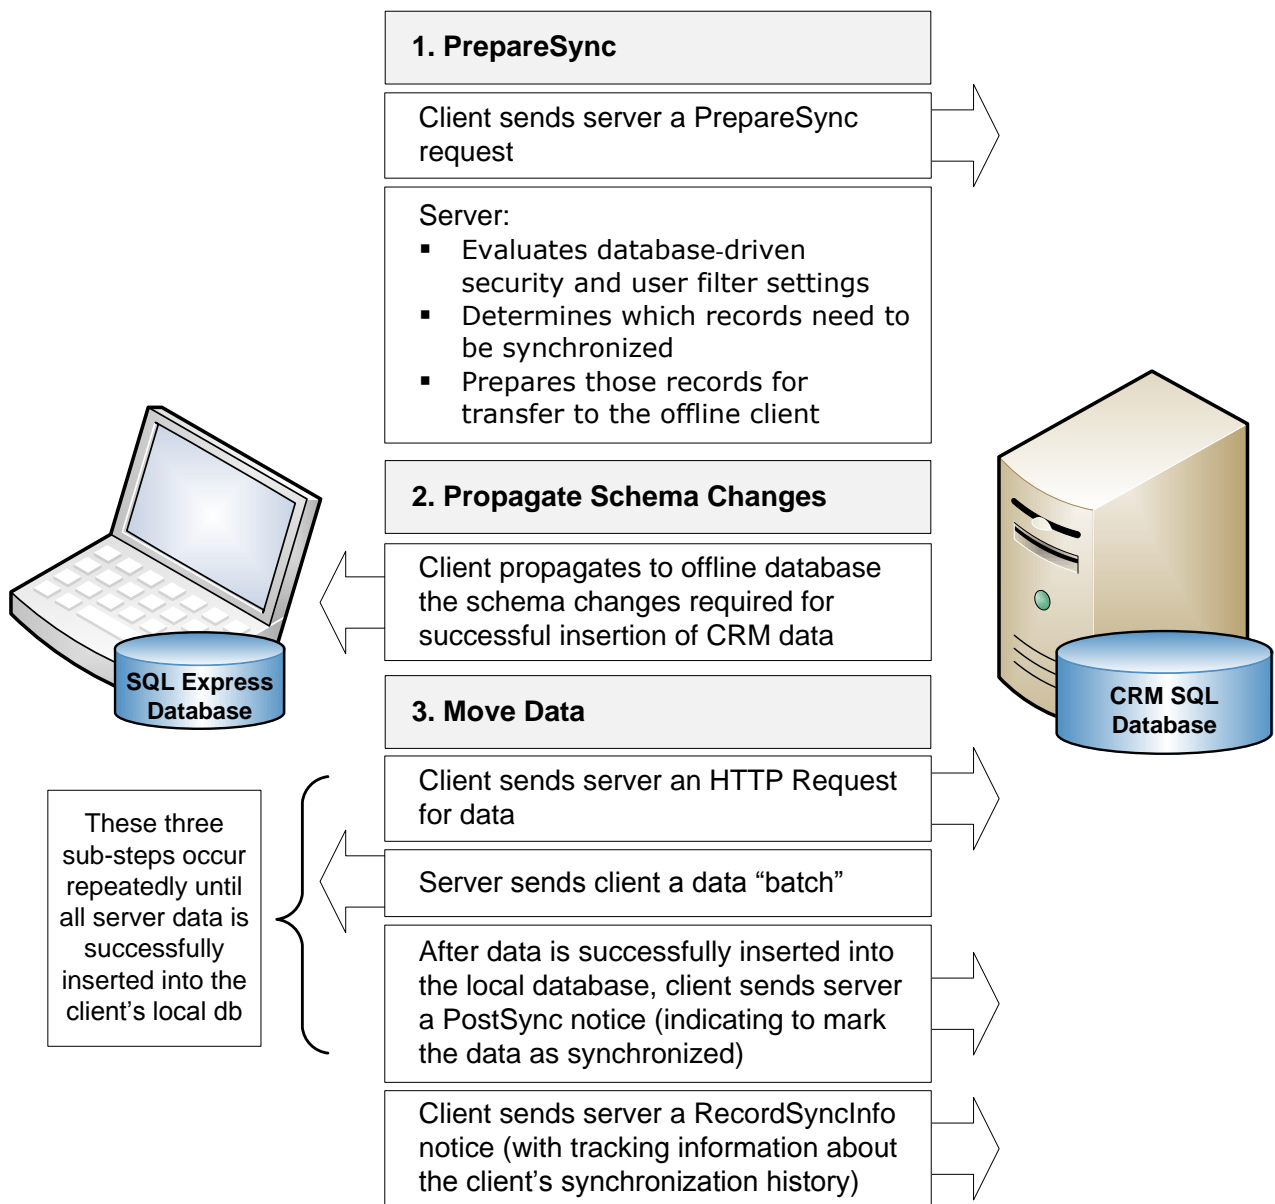 1. PrepareSync
Client sends server a PrepareSync
request
Server:
▪ Evaluates database-driven
security and user filter settings
▪ Determines which records need to
be synchronized
▪ Prepares those records for
transfer to the offline client
2. Propagate Schema Changes
Client propagates to offline database
the schema changes required for
successful insertion of CRM data
SQL Express
Database
CRM SQL
Database
3. Move Data
Client sends server an HTTP Request
for data
These three
sub-steps occur
repeatedly until
all server data is
successfully
inserted into the
client’s local db
Server sends client a data “batch”
After data is successfully inserted into
the local database, client sends server
a PostSync notice (indicating to mark
the data as synchronized)
Client sends server a RecordSyncInfo
notice (with tracking information about
the client’s synchronization history)